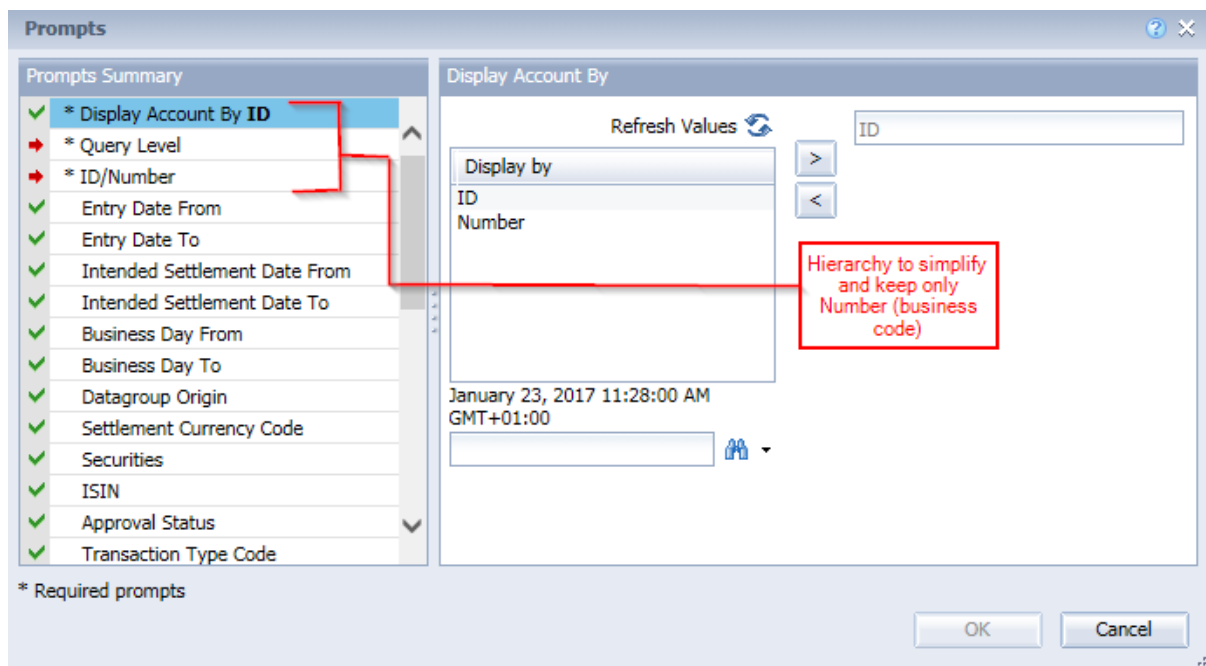 Prompts
Prompts Summary
* Display Account By ID
* Query Level
* ID/Number
Entry Date From
Entry Date To
Intended Settlement Date From
Intended Settlement Date To
Business Day From
Business Day To
Datagroup Origin
Settlement Currency Code
Securities
ISIN
Approval Status
Transaction Type Code
* Required prompts
Display Account By
Refresh Values
Display by
ID
Number
January 23, 2017 11:28:00 AM
GMT+01:00
>
<
ID
Hierarchy to simplify
and keep only
Number (business
code)
OK
Cancel